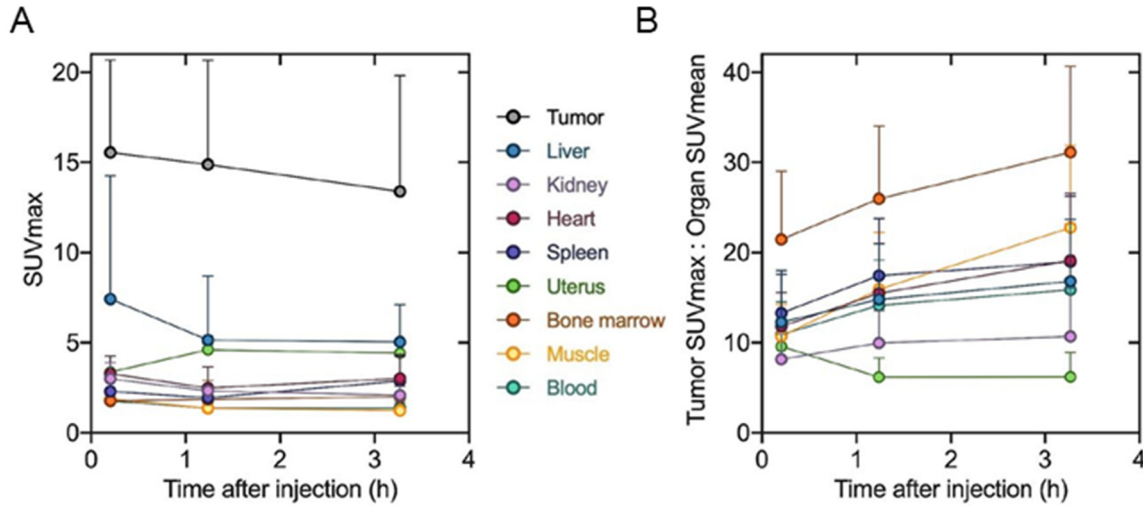 A
SUVmax
20
15
10
5
0
0 1 2 3 4
Time after injection (h)
Tumor
Liver
Kidney
Heart
Spleen
Uterus
Bone marrow
Muscle
Blood
B
Tumor SUVmax : Organ SUVmean
40
30
20
10
0
0 1 2 3 4
Time after injection (h)